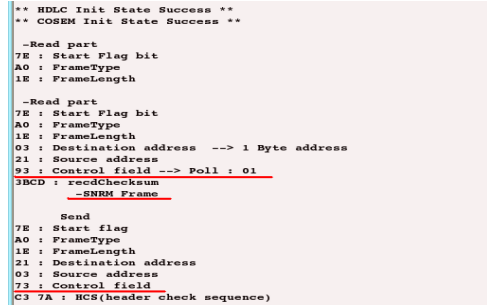 ** HDLC Init State Success **
** COSEM Init State Success **
-Read part
7E : Start Flag bit
A0 : FrameType
1E : FrameLength
-Read part
7E : Start Flag bit
A0 : FrameType
1E : FrameLength
03 : Destination address --> 1 Byte address
21 : Source address
93 : Control field --> Poll : 01
3BCD : recdChecksum
-SNRM Frame
Send
7E : Start flag
A0 : FrameType
1E : FrameLength
21 : Destination address
03 : Source address
73 : Control field
C3 7A : HCS(header check sequence)